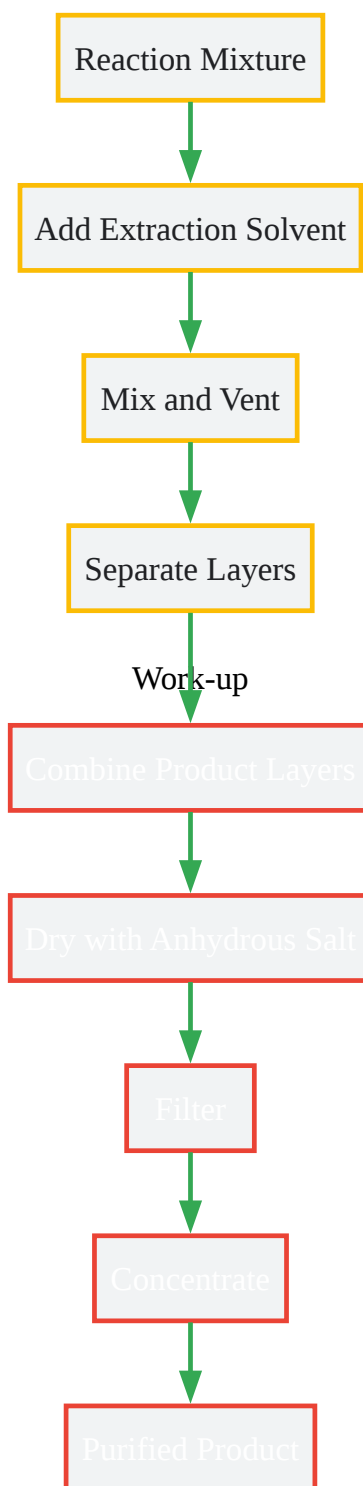 Reaction Mixture
Add Extraction Solvent
Mix and Vent
Separate Layers
Work-up
Combine Product Layers
Dry with Anhydrous Salt
Filter
Concentrate
Purified Product